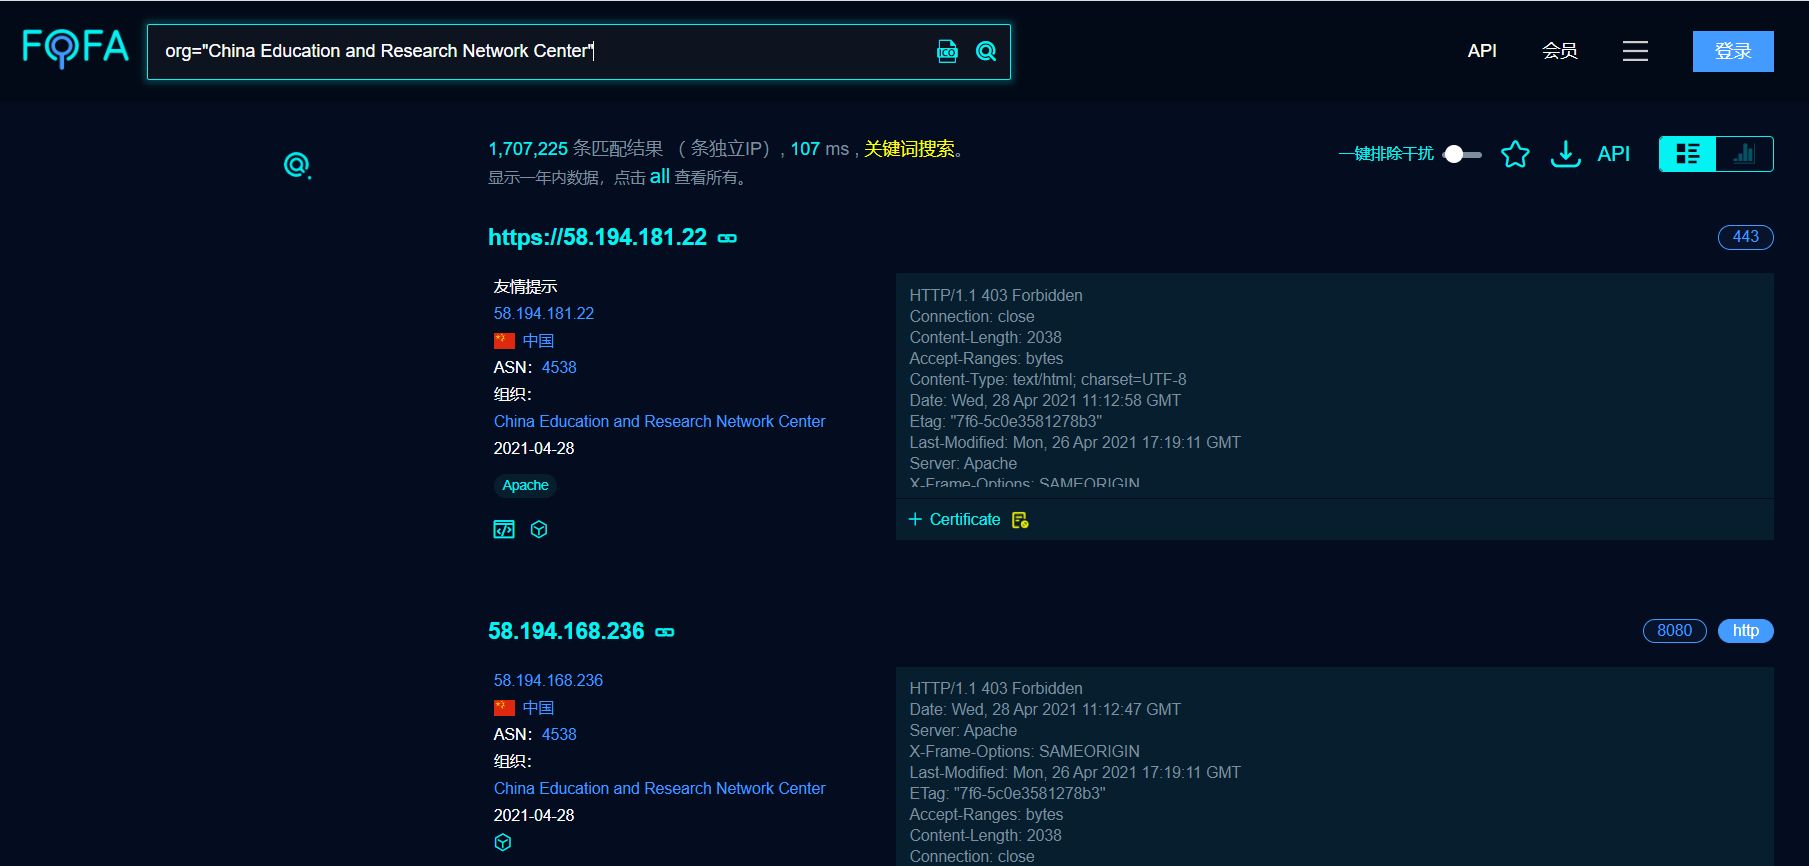 FOFA
org="China Education and Research Network Center"
ICO
API
会员
登录
1,707,225 条匹配结果 （ 条独立IP）, 107 ms , 关键词搜索。
显示一年内数据，点击 all 查看所有。
一键排除干扰
API
https://58.194.181.22
443
友情提示
58.194.181.22
中国
ASN： 4538
组织：
China Education and Research Network Center
2021-04-28
Apache
HTTP/1.1 403 Forbidden
Connection: close
Content-Length: 2038
Accept-Ranges: bytes
Content-Type: text/html; charset=UTF-8
Date: Wed, 28 Apr 2021 11:12:58 GMT
Etag: "7f6-5c0e3581278b3"
Last-Modified: Mon, 26 Apr 2021 17:19:11 GMT
Server: Apache
X-Frame-Options: SAMEORIGIN
+ Certificate
58.194.168.236
8080
http
58.194.168.236
中国
ASN： 4538
组织：
China Education and Research Network Center
2021-04-28
HTTP/1.1 403 Forbidden
Date: Wed, 28 Apr 2021 11:12:47 GMT
Server: Apache
X-Frame-Options: SAMEORIGIN
Last-Modified: Mon, 26 Apr 2021 17:19:11 GMT
ETag: "7f6-5c0e3581278b3"
Accept-Ranges: bytes
Content-Length: 2038
Connection: close